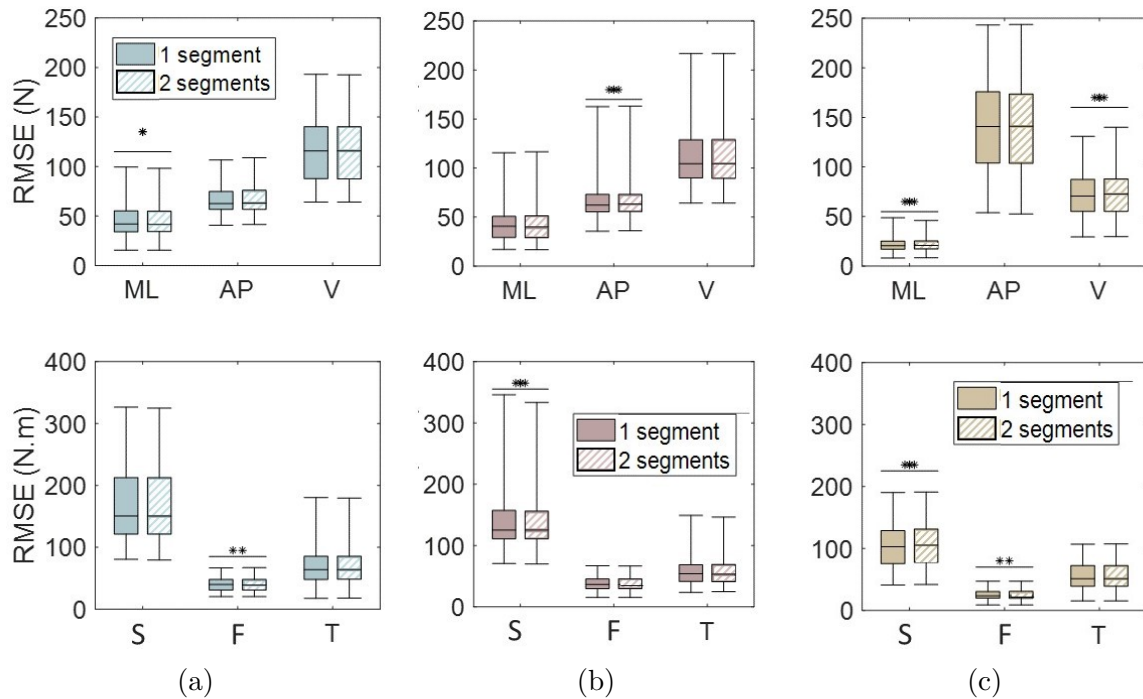 RMSE (N)
250
200
150
100
50
0
1 segment
2 segments
*
ML AP V
250
200
150
100
50
0
***
ML AP V
250
200
150
100
50
0
***
***
ML AP V
RMSE (N.m)
400
300
200
100
0
**
S F T
400
300
200
100
0
***
1 segment
2 segments
S F T
400
300
200
100
0
1 segment
2 segments
***
**
S F T
(a) (b) (c)